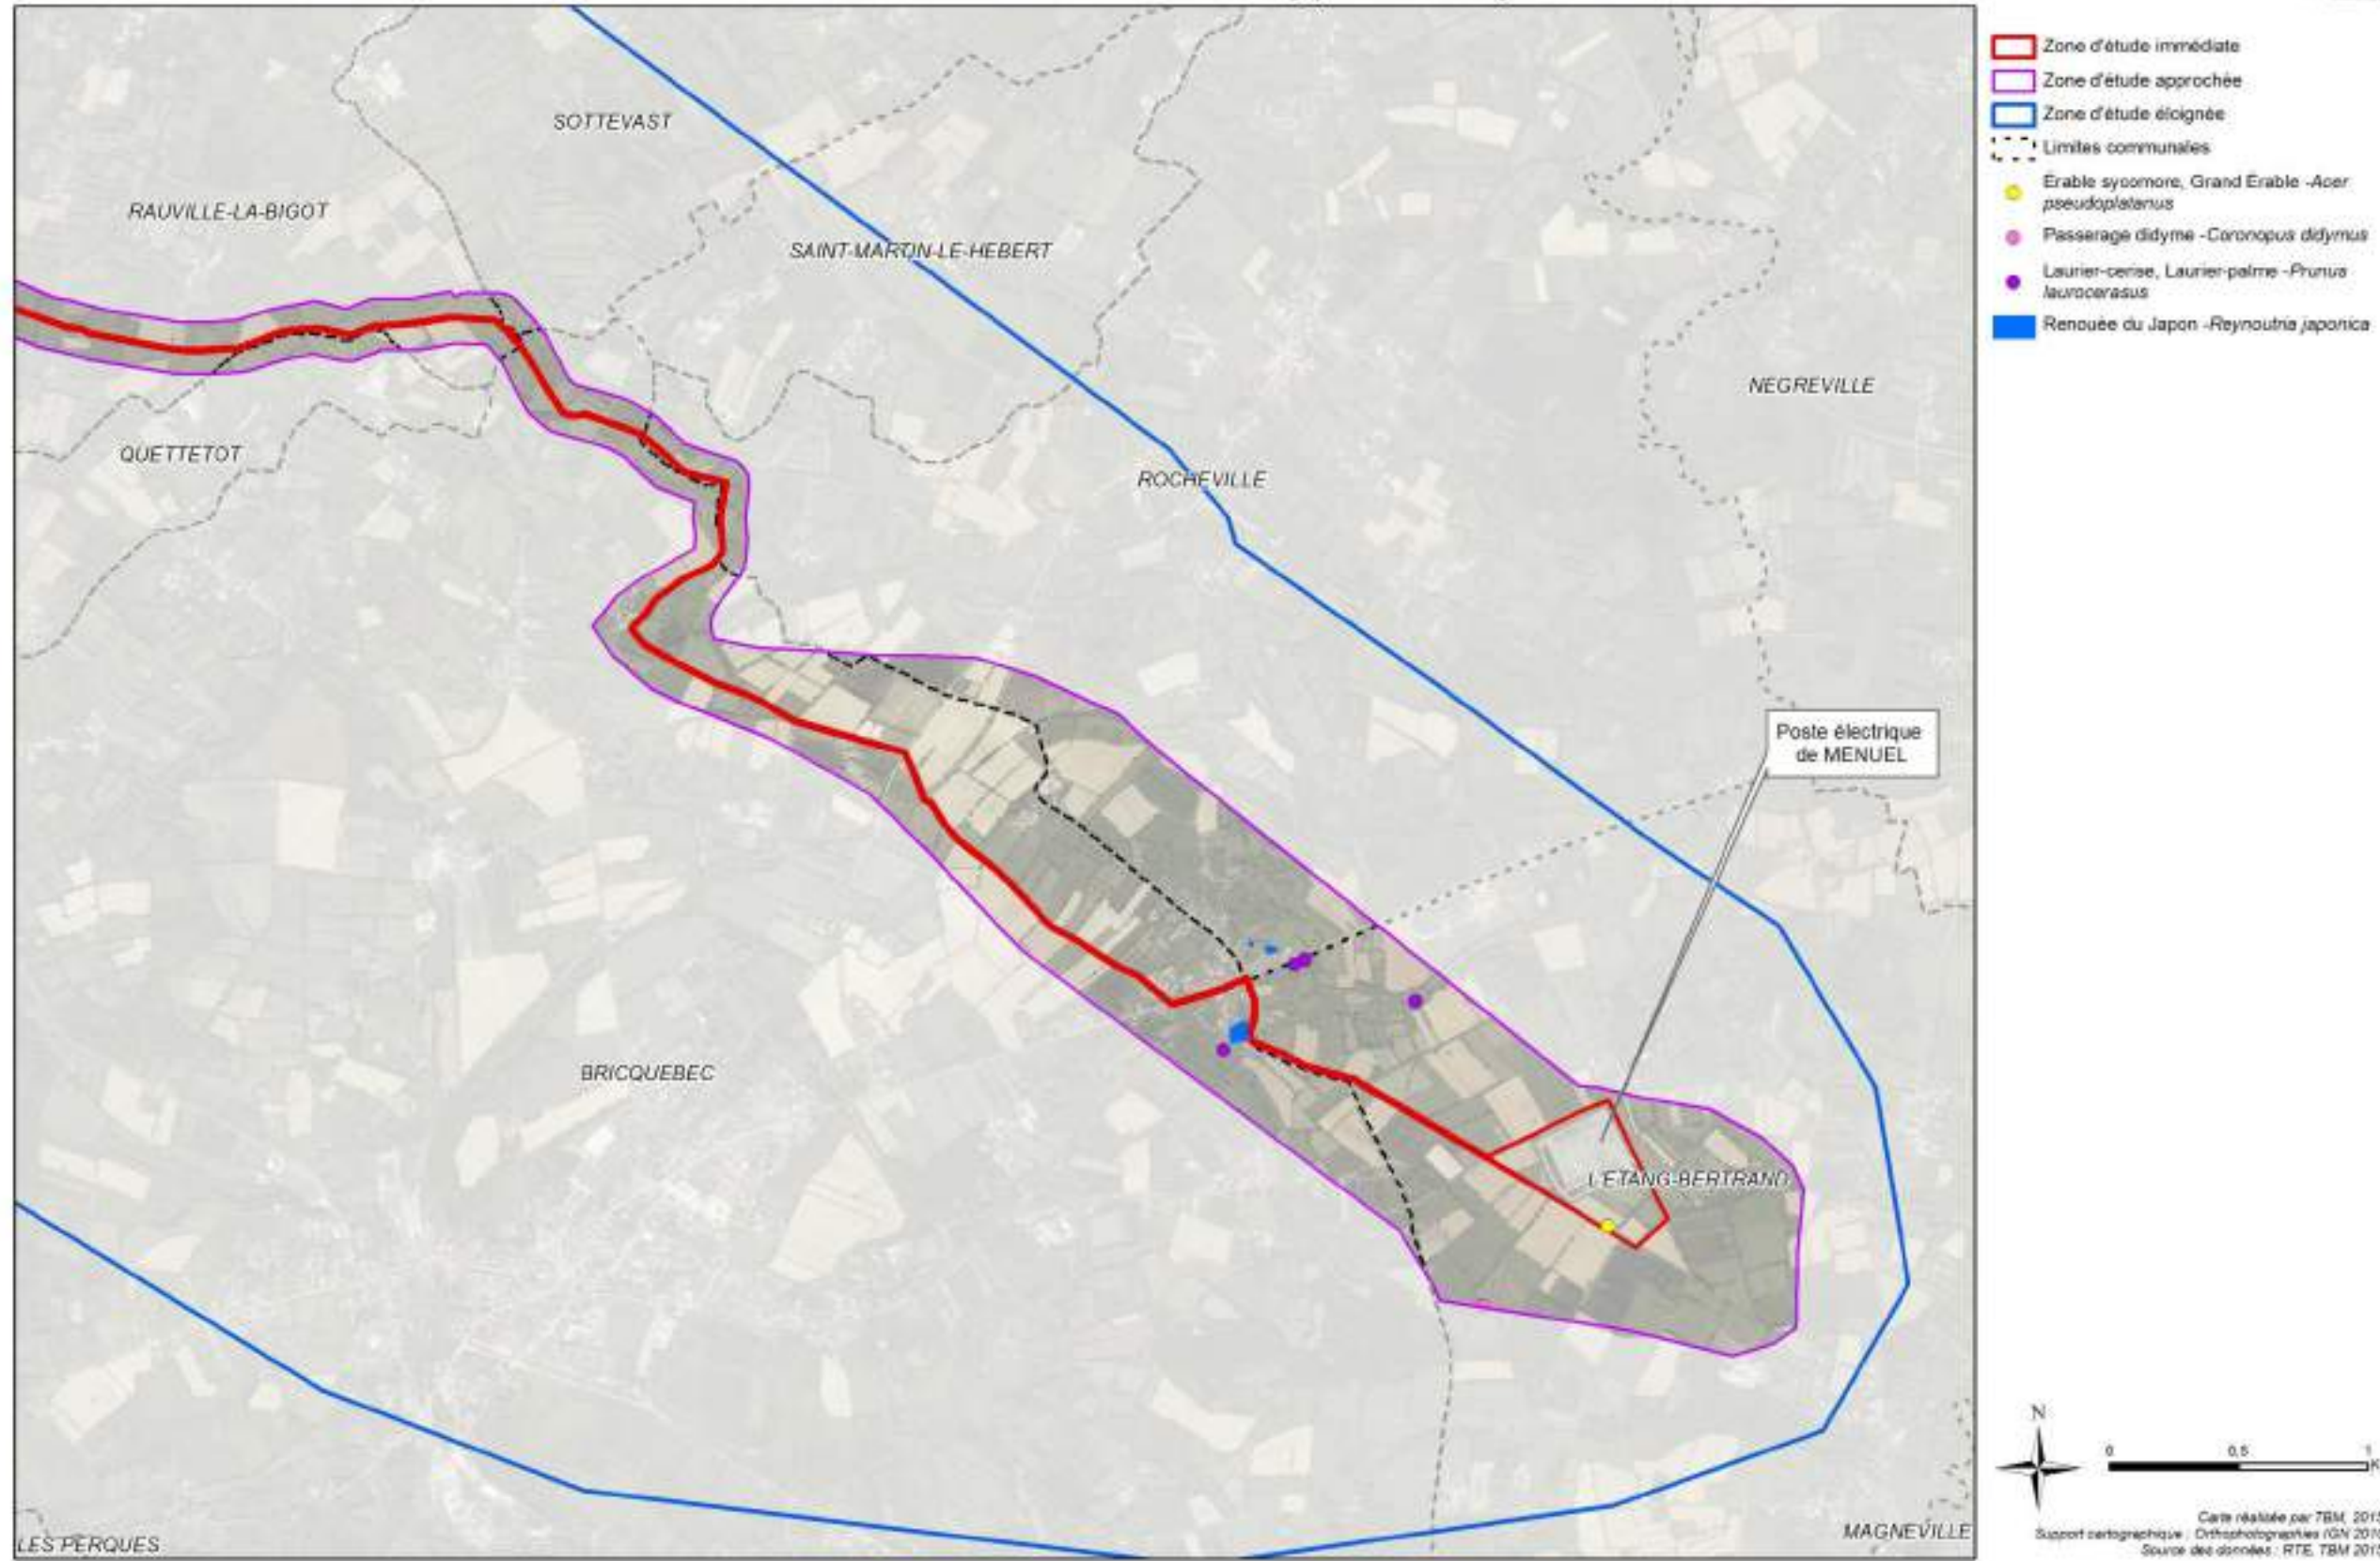 SOTTEVAST
RAUVILLE-LA-BIGOT
SAINT-MARTIN-LE-HEBERT
NEGREVILLE
QUETTETOT
ROCHEVILLE
Poste électrique
de MENUEL
BRICQUEBEC
L'ETANG-BERTRAND
LES PERQUES
MAGNEVILLE
Zone d'étude immédiate
Zone d'étude approchée
Zone d'étude éloignée
Limites communales
Érable sycomore, Grand Érable -Acer
pseudoplatanus
Passerage didyme -Coronopus didymus
Laurier-cerise, Laurier-palme -Prunus
laurocerasus
Renouée du Japon -Reynoutria japonica
N
0 0,5 1
Carte réalisée par TBM,
Support cartographique : Orthophotographies IGN
Source des données : RTE, TBM